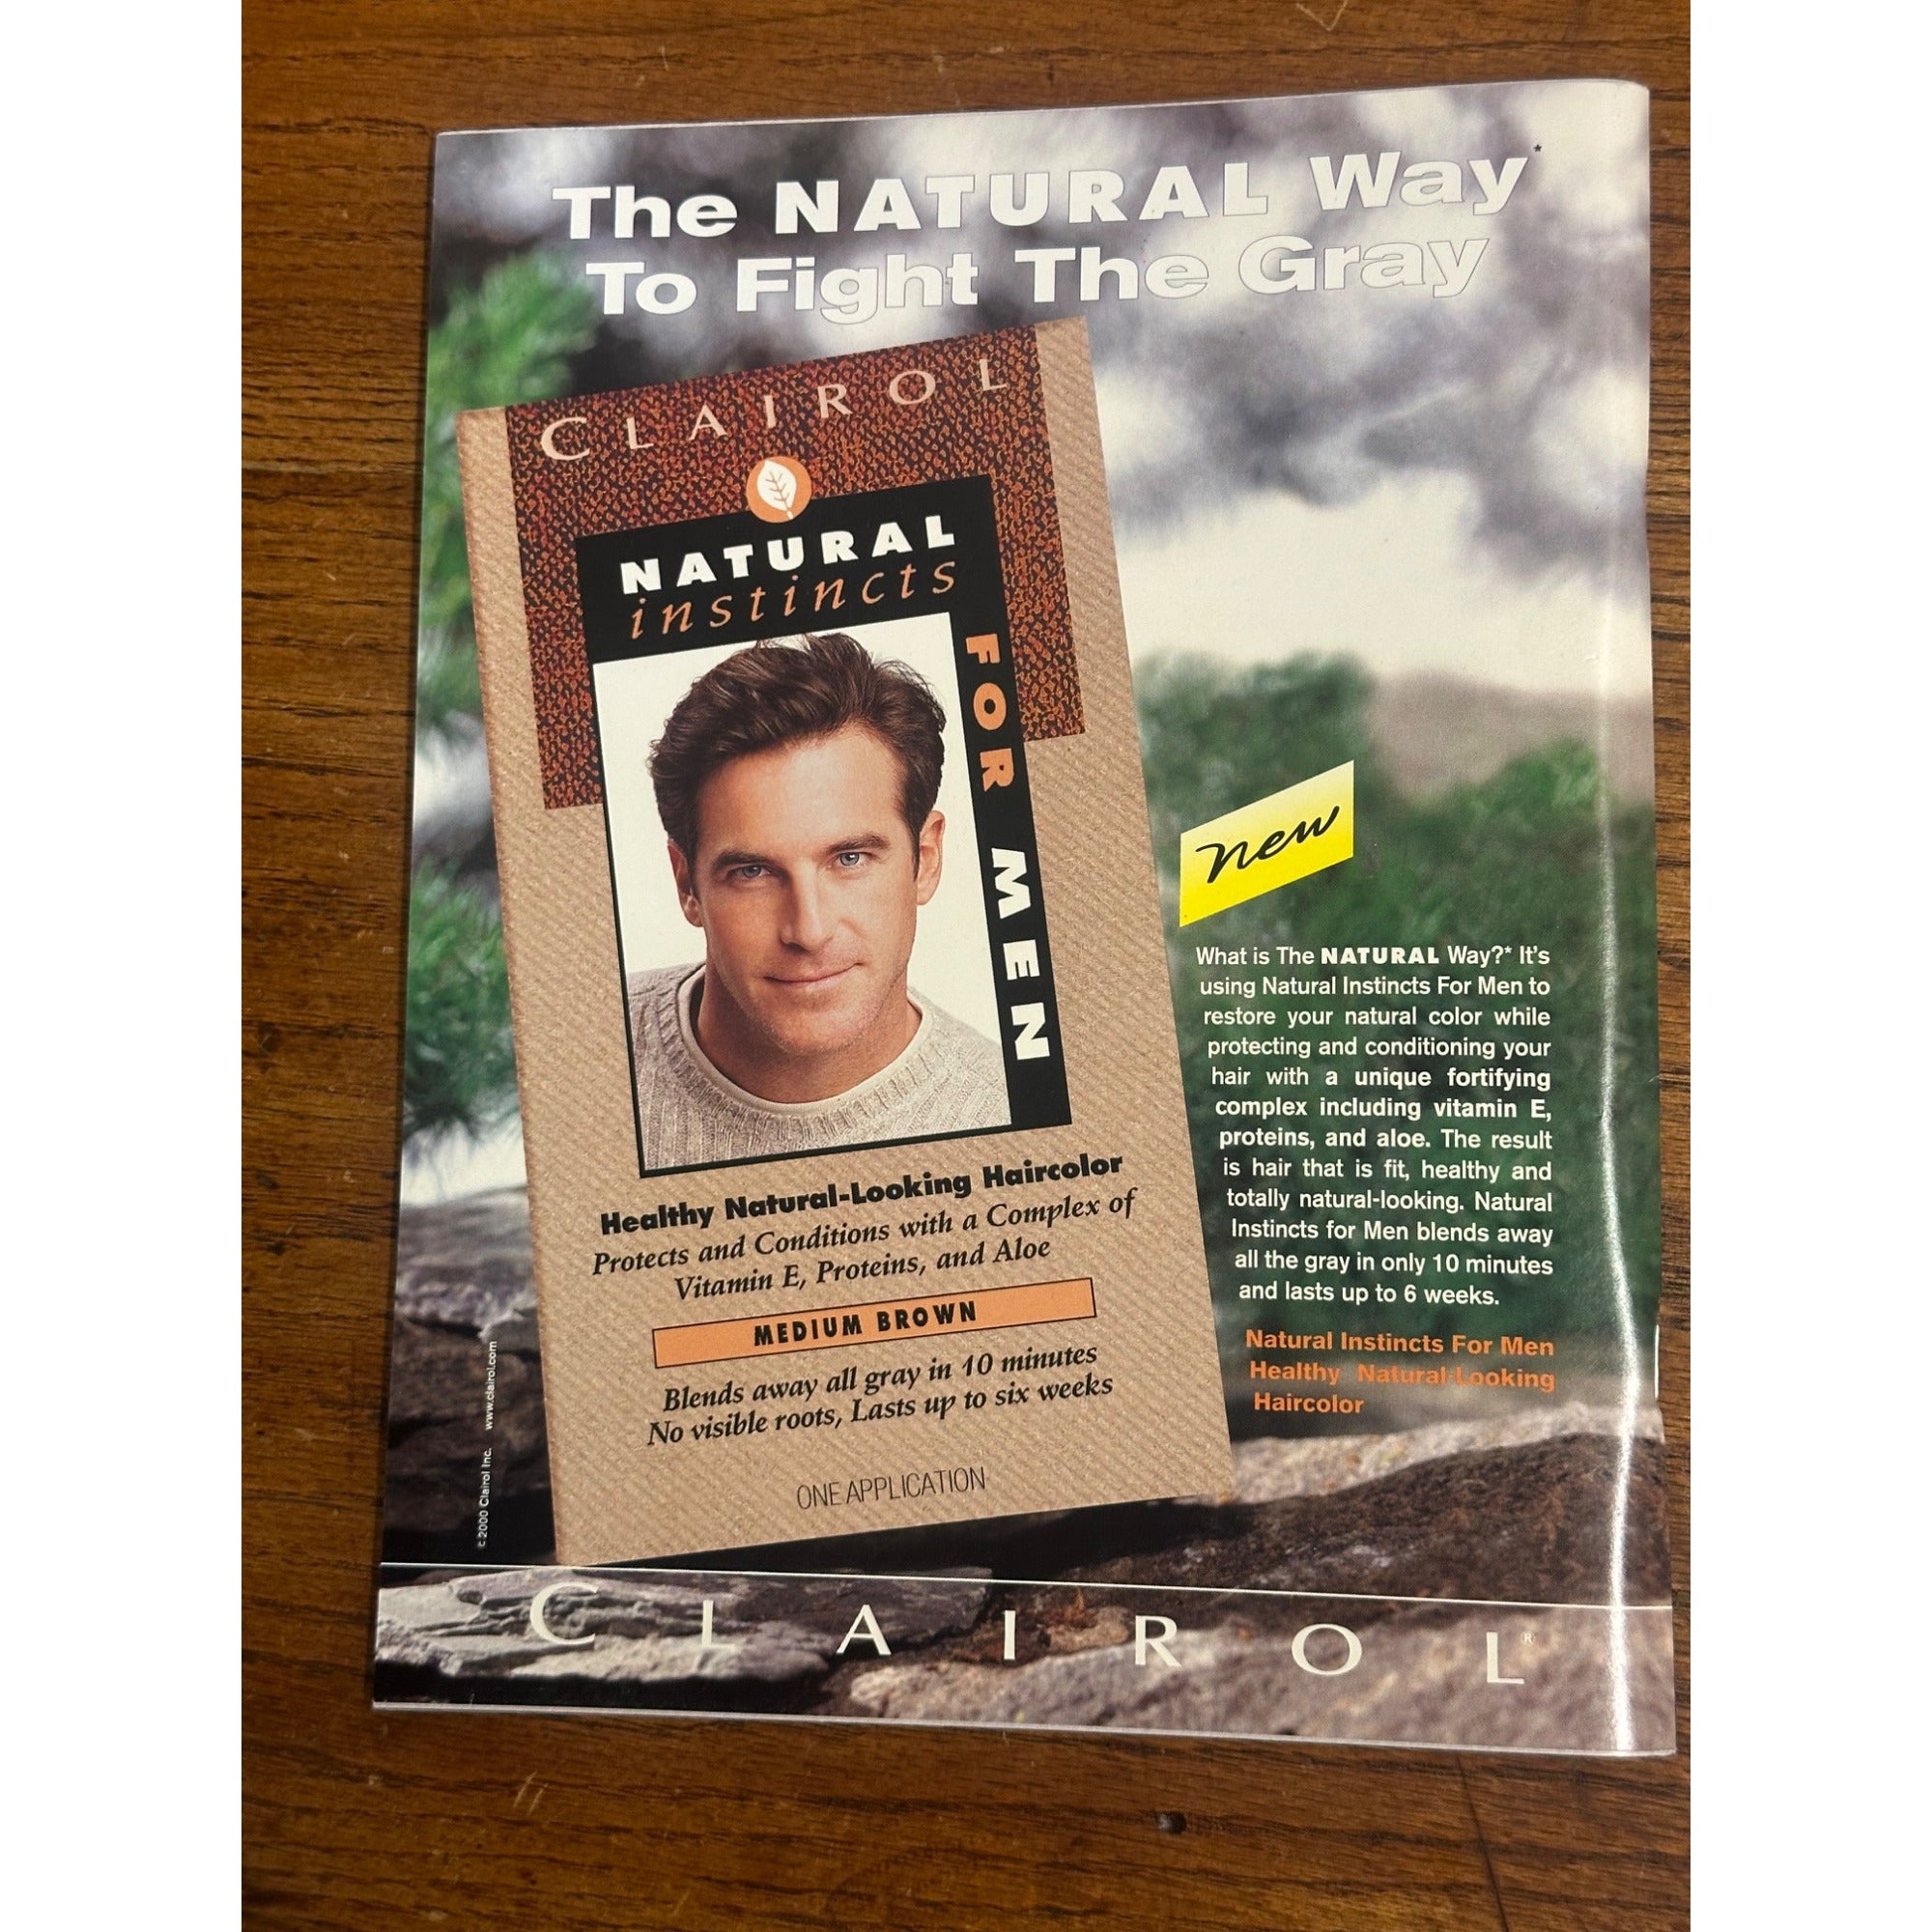 The NATURAL Way*
To Fight The Gray
CLAIROL
NATURAL
instincts
FOR MEN
Healthy Natural-Looking Haircolor
Protects and Conditions with a Complex of
Vitamin E, Proteins, and Aloe
MEDIUM BROWN
Blends away all gray in 10 minutes
No visible roots, Lasts up to six weeks
ONE APPLICATION
new
What is The NATURAL Way?* It's
using Natural Instincts For Men to
restore your natural color while
protecting and conditioning your
hair with a unique fortifying
complex including vitamin E,
proteins, and aloe. The result
is hair that is fit, healthy and
totally natural-looking. Natural
Instincts for Men blends away
all the gray in only 10 minutes
and lasts up to 6 weeks.
Natural Instincts For Men
Healthy Natural-Looking
Haircolor
©2000 Clairol Inc. www.clairol.com
CLAIROL®